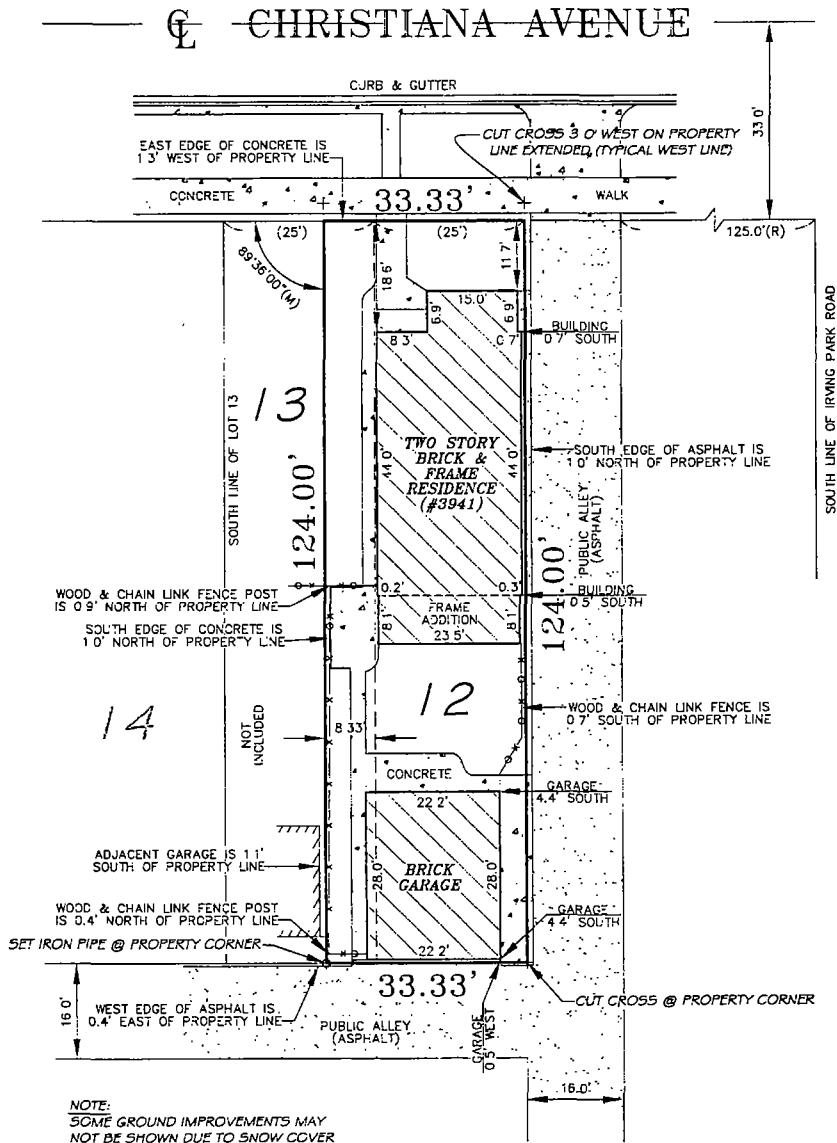 ℄ CHRISTIANA AVENUE
CURB & GUTTER
33.0'
EAST EDGE OF CONCRETE IS
1 3' WEST OF PROPERTY LINE
CUT CROSS 3 0' WEST ON PROPERTY
LINE EXTENDED (TYPICAL WEST LINE)
CONCRETE
33.33'
WALK
(25')
(25')
125.0'(R)
89°36'00"(M)
18 6'
11 7'
15.0'
6.9'
6 9'
8 3'
0.7'
BUILDING
0 7' SOUTH
13
SOUTH LINE OF LOT 13
124.00'
44 0'
TWO STORY
BRICK &
FRAME
RESIDENCE
(#3941)
44 0'
SOUTH EDGE OF ASPHALT IS
1 0' NORTH OF PROPERTY LINE
PUBLIC ALLEY
(ASPHALT)
SOUTH LINE OF IRVING PARK ROAD
124.00'
WOOD & CHAIN LINK FENCE POST
IS 0 9' NORTH OF PROPERTY LINE
0.2'
0.3'
BUILDING
0 5' SOUTH
SOUTH EDGE OF CONCRETE IS
1 0' NORTH OF PROPERTY LINE
8 1'
FRAME
ADDITION
23 5'
8 1'
14
NOT
INCLUDED
8 33'
12
WOOD & CHAIN LINK FENCE IS
0 7' SOUTH OF PROPERTY LINE
CONCRETE
22 2'
GARAGE
4.4' SOUTH
ADJACENT GARAGE IS 1 1'
SOUTH OF PROPERTY LINE
28.0'
BRICK
GARAGE
28.0'
WOOD & CHAIN LINK FENCE POST
IS 0.4' NORTH OF PROPERTY LINE
GARAGE
4 4' SOUTH
SET IRON PIPE @ PROPERTY CORNER
22 2'
33.33'
CUT CROSS @ PROPERTY CORNER
16 0'
WEST EDGE OF ASPHALT IS
0.4' EAST OF PROPERTY LINE
PUBLIC ALLEY
(ASPHALT)
GARAGE
0 5' WEST
16.0'
NOTE:
SOME GROUND IMPROVEMENTS MAY
NOT BE SHOWN DUE TO SNOW COVER